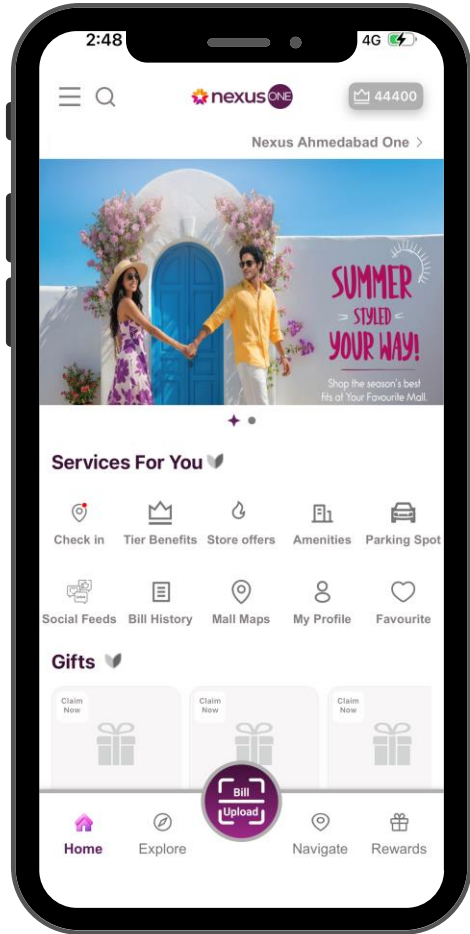 2:48
4G
nexus ONE
44400
Nexus Ahmedabad One >
SUMMER
STYLED
YOUR WAY!
Shop the season's best
fits at Your Favourite Mall.
Services For You
Check in
Tier Benefits
Store offers
Amenities
Parking Spot
Social Feeds
Bill History
Mall Maps
My Profile
Favourite
Gifts
Claim
Now
Claim
Now
Claim
Now
Bill
Upload
Home
Explore
Navigate
Rewards